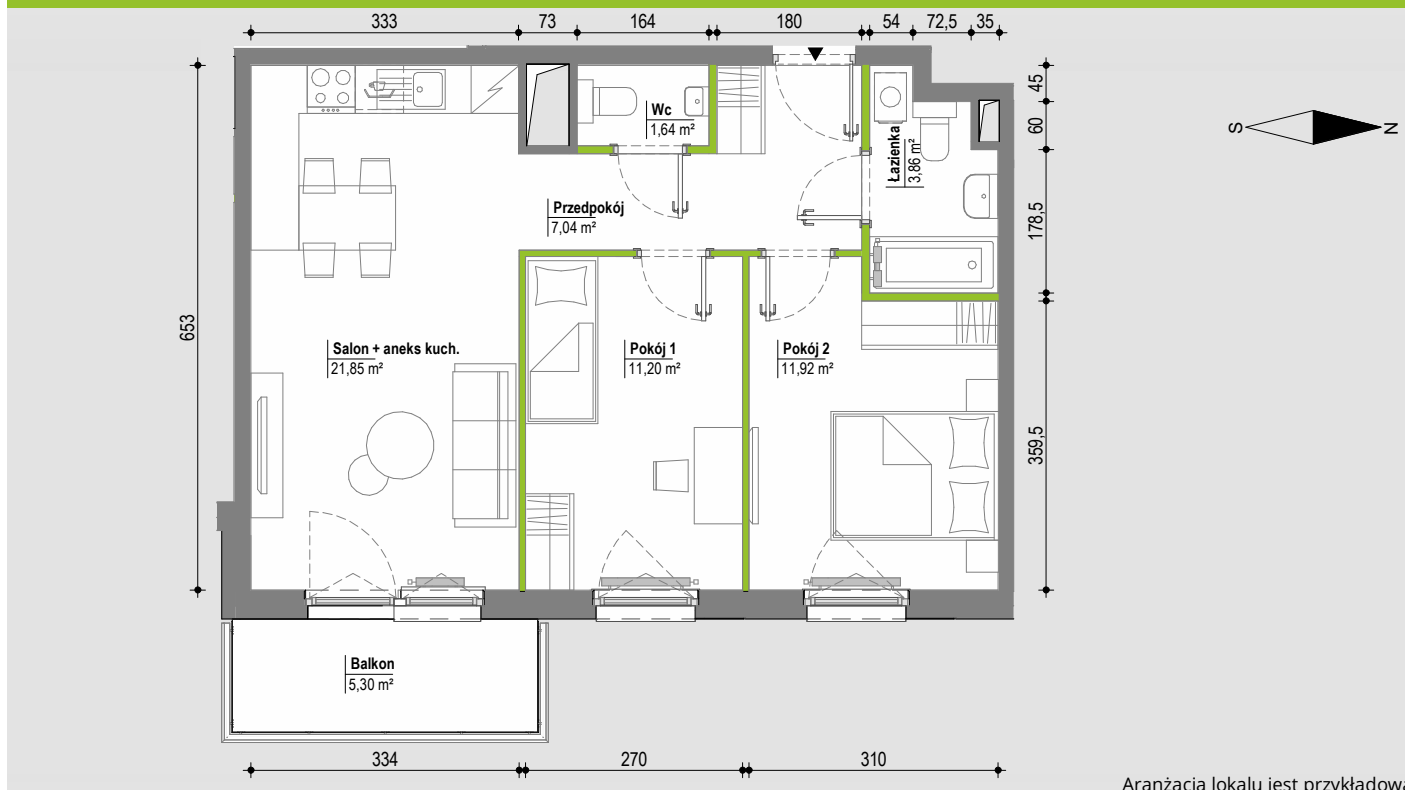 333 73 164 180 54 72,5 35
45
60
178,5
359,5
653
S N
Wc
1,64 m²
Łazienka
3,86 m²
Przedpokój
7,04 m²
Salon + aneks kuch.
21,85 m²
Pokój 1
11,20 m²
Pokój 2
11,92 m²
Balkon
5,30 m²
334 270 310
Aranżacja lokalu jest przykładowa